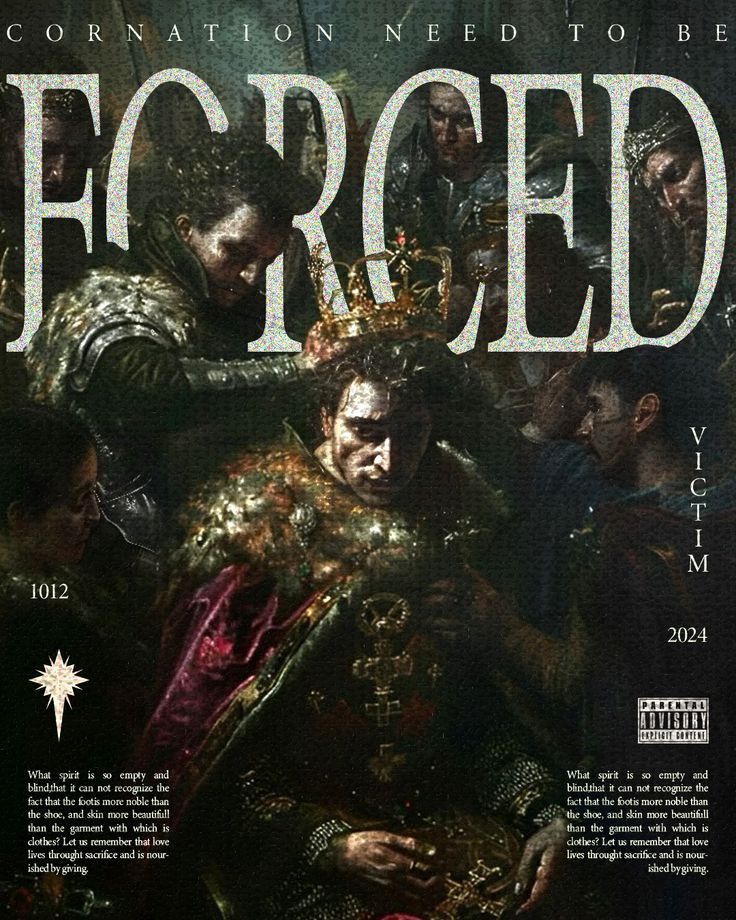 CORNATION NEED TO BE
FORCED
VICTIM
1012
2024
PARENTAL
ADVISORY
EXPLICIT CONTENT
What spirit is so empty and
blind,that it can not recognize the
fact that the footis more noble than
the shoe, and skin more beautifull
than the garment with which is
clothes? Let us remember that love
lives throught sacrifice and is nour-
ished by giving.
What spirit is so empty and
blind,that it can not recognize the
fact that the footis more noble than
the shoe, and skin more beautifull
than the garment with which is
clothes? Let us remember that love
lives throught sacrifice and is nour-
ished by giving.